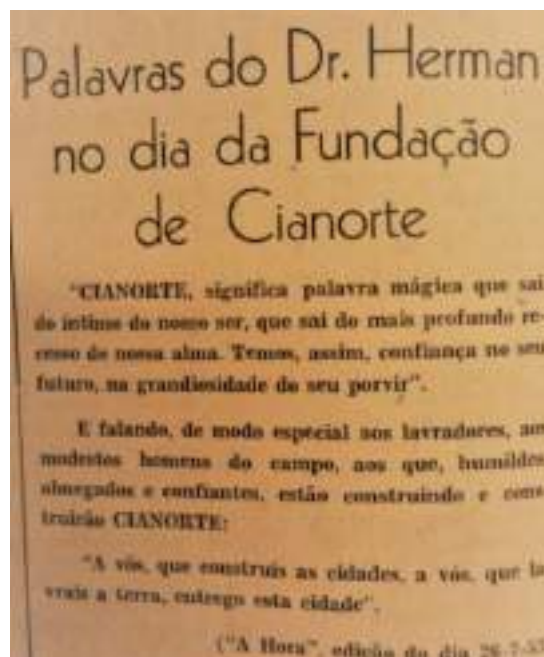 Palavras do Dr. Herman
no dia da Fundação
de Cianorte
"CIANORTE, significa palavra mágica que sai
do íntimo do nosso ser, que sai do mais profundo re-
cesso de nossa alma. Temos, assim, confiança no seu
futuro, na grandiosidade do seu porvir".
E falando, de modo especial aos lavradores, aos
modestos homens do campo, aos que, humildes
abnegados e confiantes, estão construindo e cons
truirão CIANORTE:
"A vós, que construis as cidades, a vós, que la
vrais a terra, entrego esta cidade".
("A Hora", edição do dia 26-7-53